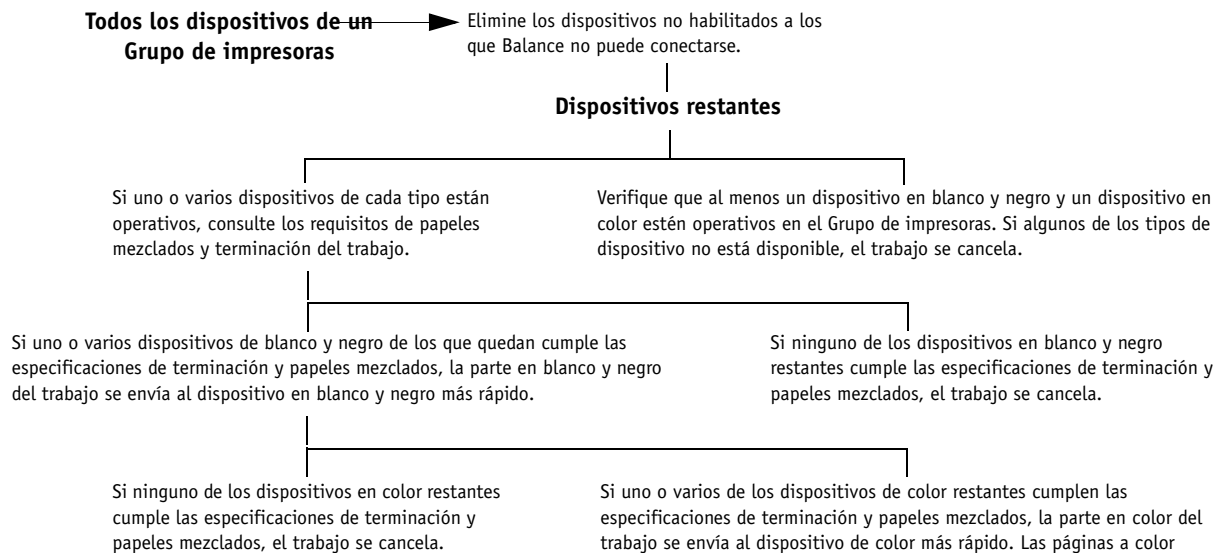 Todos los dispositivos de un
Grupo de impresoras
Elimine los dispositivos no habilitados a los
que Balance no puede conectarse.
Dispositivos restantes
Si uno o varios dispositivos de cada tipo están
operativos, consulte los requisitos de papeles
mezclados y terminación del trabajo.
Verifique que al menos un dispositivo en blanco y negro y un dispositivo en
color estén operativos en el Grupo de impresoras. Si algunos de los tipos de
dispositivo no está disponible, el trabajo se cancela.
Si uno o varios dispositivos de blanco y negro de los que quedan cumple las
especificaciones de terminación y papeles mezclados, la parte en blanco y negro
del trabajo se envía al dispositivo en blanco y negro más rápido.
Si ninguno de los dispositivos en blanco y negro
restantes cumple las especificaciones de terminación y
papeles mezclados, el trabajo se cancela.
Si ninguno de los dispositivos en color restantes
cumple las especificaciones de terminación y
papeles mezclados, el trabajo se cancela.
Si uno o varios de los dispositivos de color restantes cumplen las
especificaciones de terminación y papeles mezclados, la parte en color del
trabajo se envía al dispositivo de color más rápido. Las páginas a color